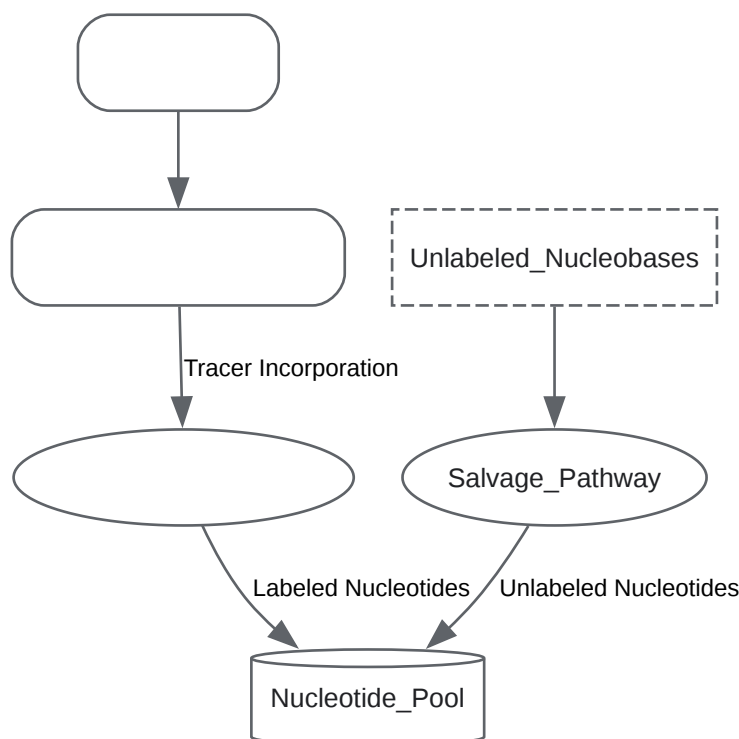 Unlabeled_Nucleobases
Tracer Incorporation
Salvage_Pathway
Labeled Nucleotides
Unlabeled Nucleotides
Nucleotide_Pool